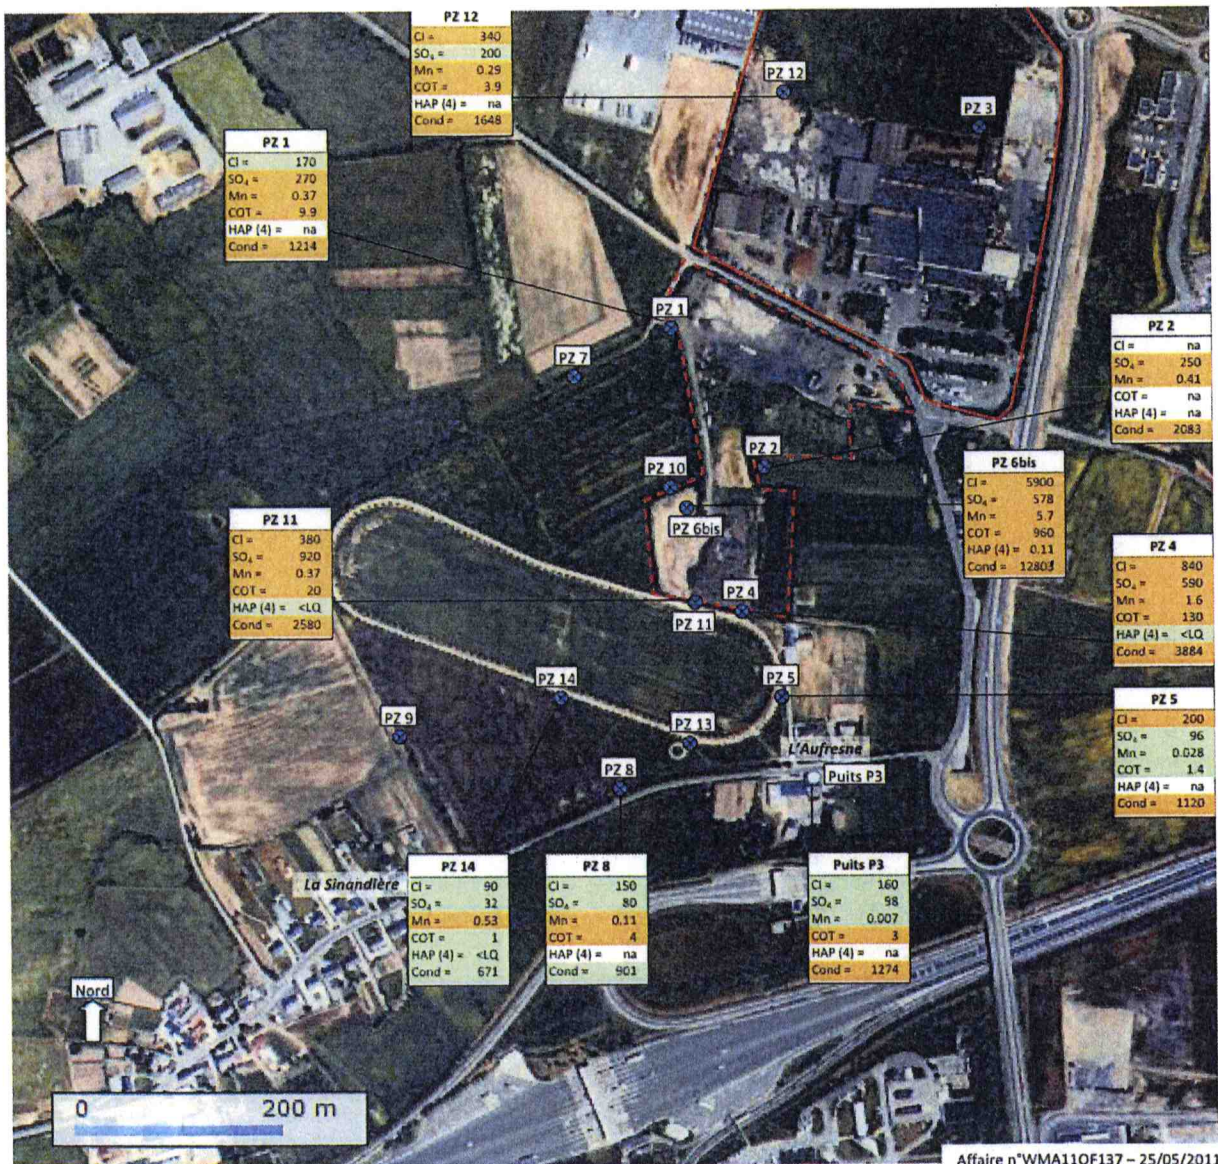 PZ 12
Cl = 340
SO₄ = 200
Mn = 0.29
COT = 3.9
HAP (4) = na
Cond = 1648
PZ 12
PZ 3
PZ 1
Cl = 170
SO₄ = 270
Mn = 0.37
COT = 9.9
HAP (4) = na
Cond = 1214
PZ 1
PZ 7
PZ 2
Cl = na
SO₄ = 250
Mn = 0.41
COT = na
HAP (4) = na
Cond = 2083
PZ 2
PZ 10
PZ 6bis
PZ 6bis
Cl = 5900
SO₄ = 578
Mn = 5.7
COT = 960
HAP (4) = 0.11
Cond = 12803
PZ 11
Cl = 380
SO₄ = 920
Mn = 0.37
COT = 20
HAP (4) = <LQ
Cond = 2580
PZ 4
Cl = 840
SO₄ = 590
Mn = 1.6
COT = 130
HAP (4) = <LQ
Cond = 3884
PZ 4
PZ 11
PZ 14
PZ 5
PZ 5
Cl = 200
SO₄ = 96
Mn = 0.028
COT = 1.4
HAP (4) = na
Cond = 1120
PZ 9
PZ 13
L'Aufresne
PZ 8
Puits P3
La Sinandière
PZ 14
Cl = 90
SO₄ = 32
Mn = 0.53
COT = 1
HAP (4) = <LQ
Cond = 671
PZ 8
Cl = 150
SO₄ = 80
Mn = 0.11
COT = 4
HAP (4) = na
Cond = 901
Puits P3
Cl = 160
SO₄ = 98
Mn = 0.007
COT = 3
HAP (4) = na
Cond = 1274
Nord
0 200 m
Affaire n°WMA11OF137 – 25/05/2011